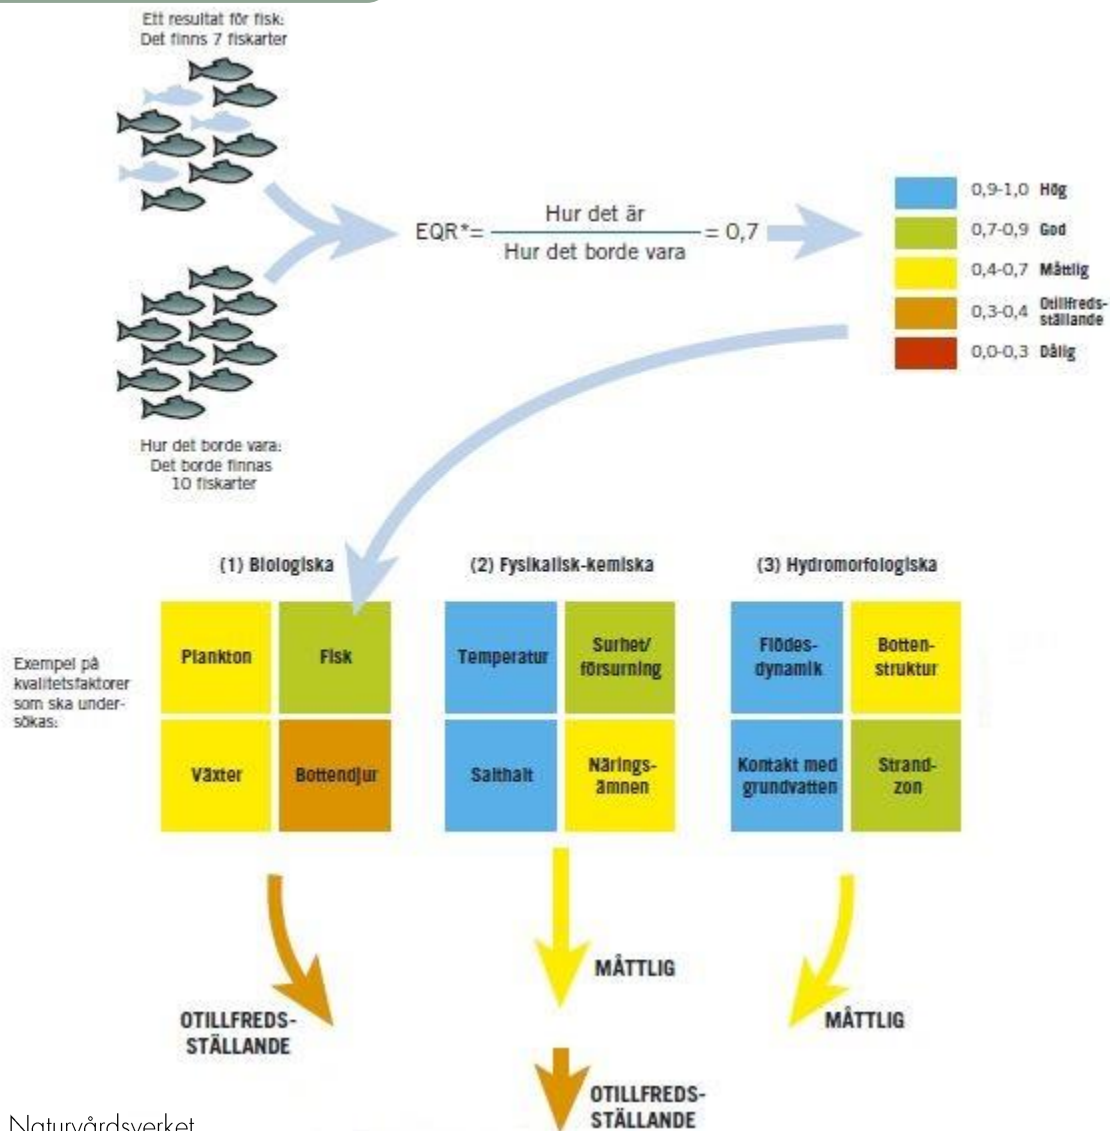 Ett resultat för fisk:
Det finns 7 fiskarter
EQR*=
Hur det är
Hur det borde vara
= 0,7
0,9-1,0 Hög
0,7-0,9 God
0,4-0,7 Måttlig
0,3-0,4 Otillfreds-
ställande
0,0-0,3 Dålig
Hur det borde vara:
Det borde finnas
10 fiskarter
(1) Biologiska
(2) Fysikalisk-kemiska
(3) Hydromorfologiska
Exempel på
kvalitetsfaktorer
som ska under-
sökas:
Plankton
Fisk
Växter
Bottendjur
Temperatur
Surhet/
försurning
Salthalt
Närings-
ämnen
Flödes-
dynamik
Botten-
struktur
Kontakt med
grundvatten
Strand-
zon
OTILLFREDS-
STÄLLANDE
MÅTTLIG
MÅTTLIG
OTILLFREDS-
STÄLLANDE
Naturvårdsverket